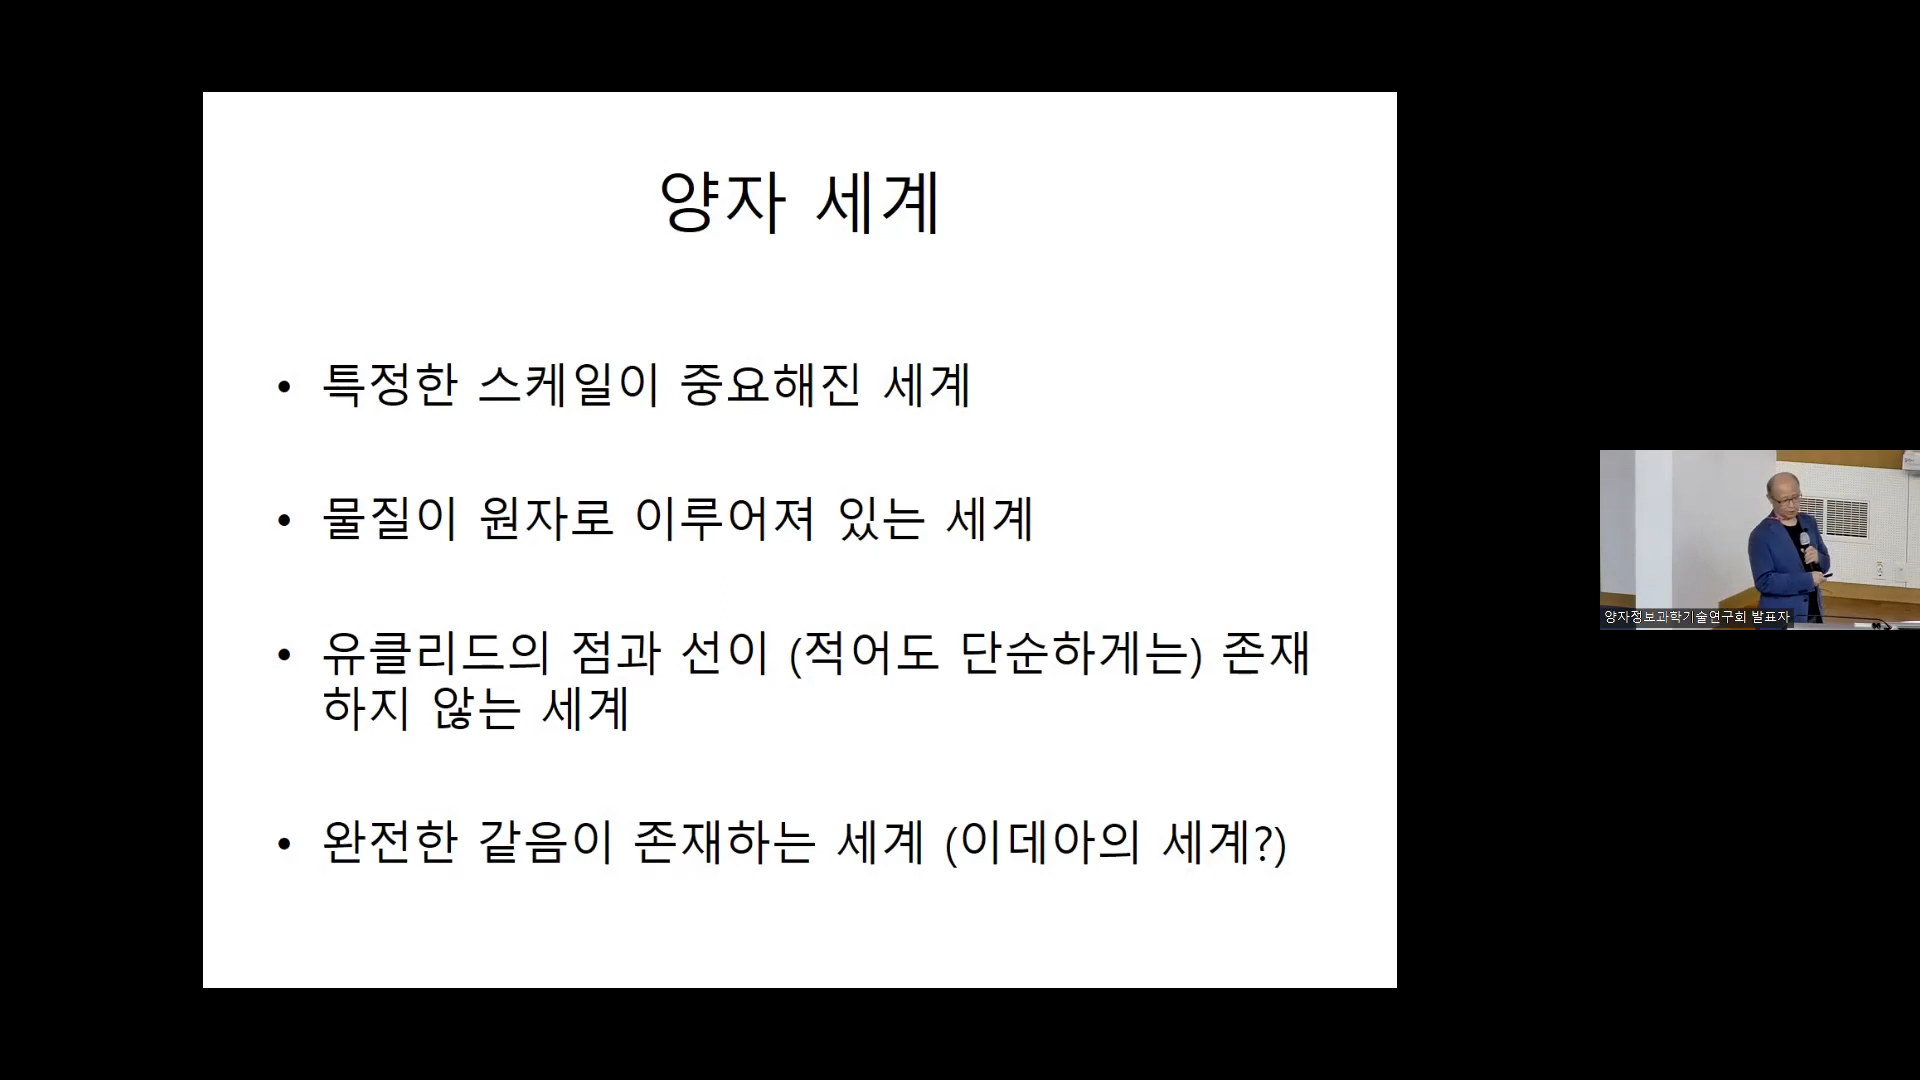 양자 세계
• 특정한 스케일이 중요해진 세계
• 물질이 원자로 이루어져 있는 세계
• 유클리드의 점과 선이 (적어도 단순하게는) 존재
하지 않는 세계
• 완전한 같음이 존재하는 세계 (이데아의 세계?)
양자정보과학기술연구회 발표자